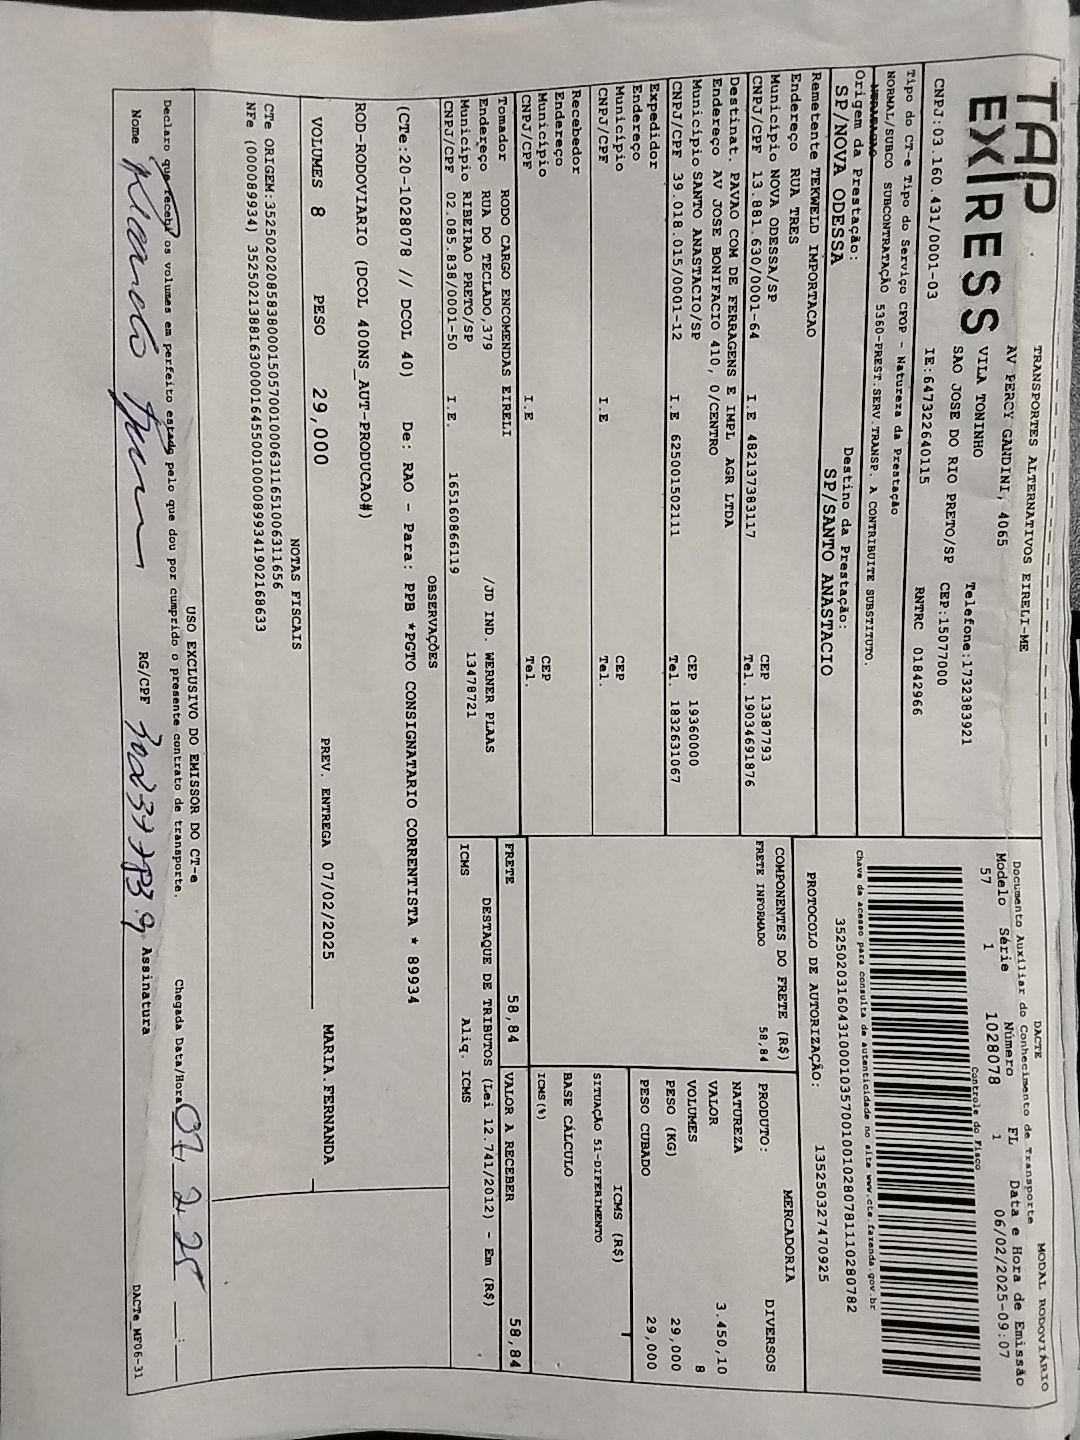 TAP
EXPRESS
TRANSPORTES ALTERNATIVOS EIRELI-ME
AV PERCY GANDINI, 4065
VILA TONINHO Telefone:1732383921
SAO JOSE DO RIO PRETO/SP CEP:15077000
CNPJ:03.160.431/0001-03 IE:647322640115 RNTRC 01842966
Tipo do CT-e Tipo do Serviço CFOP - Natureza da Prestação
NORMAL/SUBCO SUBCONTRATAÇÃO 5360-PREST.SERV.TRANSP. A CONTRIBUITE SUBSTITUTO.
Origem da Prestação: Destino da Prestação:
SP/NOVA ODESSA SP/SANTO ANASTACIO
Remetente TEKWELD IMPORTACAO
Endereço RUA TRES CEP 13387793
Município NOVA ODESSA/SP Tel. 19034691876
CNPJ/CPF 13.881.630/0001-64 I.E 482137383117
Destinat. PAVAO COM DE FERRAGENS E IMPL AGR LTDA
Endereço AV JOSE BONIFACIO 410, 0/CENTRO
Município SANTO ANASTACIO/SP CEP 19360000
CNPJ/CPF 39.018.015/0001-12 I.E 625001502111 Tel. 1832631067
Expedidor
Endereço
Município CEP
CNPJ/CPF I.E Tel.
Recebedor
Endereço
Município CEP
CNPJ/CPF I.E Tel.
Tomador RODO CARGO ENCOMENDAS EIRELI
Endereço RUA DO TECLADO,379 /JD IND. WERNER PLAAS
Município RIBEIRAO PRETO/SP 13478721
CNPJ/CPF 02.085.838/0001-50 I.E. 165160866119
DACTE MODAL RODOVIÁRIO
Documento Auxiliar do Conhecimento de Transporte
Modelo Série Número FL Data e Hora de Emissão
57 1 1028078 1 06/02/2025-09:07
Controle do Fisco
Chave de acesso para consulta de autenticidade no site www.cte.fazenda.gov.br
35250203160431000103570010010280781110280782
PROTOCOLO DE AUTORIZAÇÃO: 135250327470925
COMPONENTES DO FRETE (R$)
FRETE INFORMADO 58,84
MERCADORIA
PRODUTO: DIVERSOS
NATUREZA
VALOR 3.450,10
VOLUMES 8
PESO (KG) 29,000
PESO CUBADO 29,000
ICMS (R$)
SITUAÇÃO 51-DIFERIMENTO
BASE CÁLCULO
ICMS(%)
FRETE 58,84 VALOR A RECEBER 58,84
DESTAQUE DE TRIBUTOS (Lei 12.741/2012) - Em (R$)
ICMS Aliq. ICMS
OBSERVAÇÕES
(CTe:20-1028078 // DCOL 40) De: RAO - Para: PPB *PGTO CONSIGNATARIO CORRENTISTA * 89934
ROD-RODOVIARIO (DCOL 400NS_AUT-PRODUCAO#)
VOLUMES 8 PESO 29,000 PREV. ENTREGA 07/02/2025 MARIA.FERNANDA
NOTAS FISCAIS
CTe ORIGEM:35250202085838000150570010006311651006311656
NFe (000089934) 35250213881630000164550010000899341902168633
USO EXCLUSIVO DO EMISSOR DO CT-e
Declaro que recebi os volumes em perfeito estado pelo que dou por cumprido o presente contrato de transporte. Chegada Data/Hora 07, 2, 25 :
Nome RG/CPF Assinatura
DACTe_MF06-31